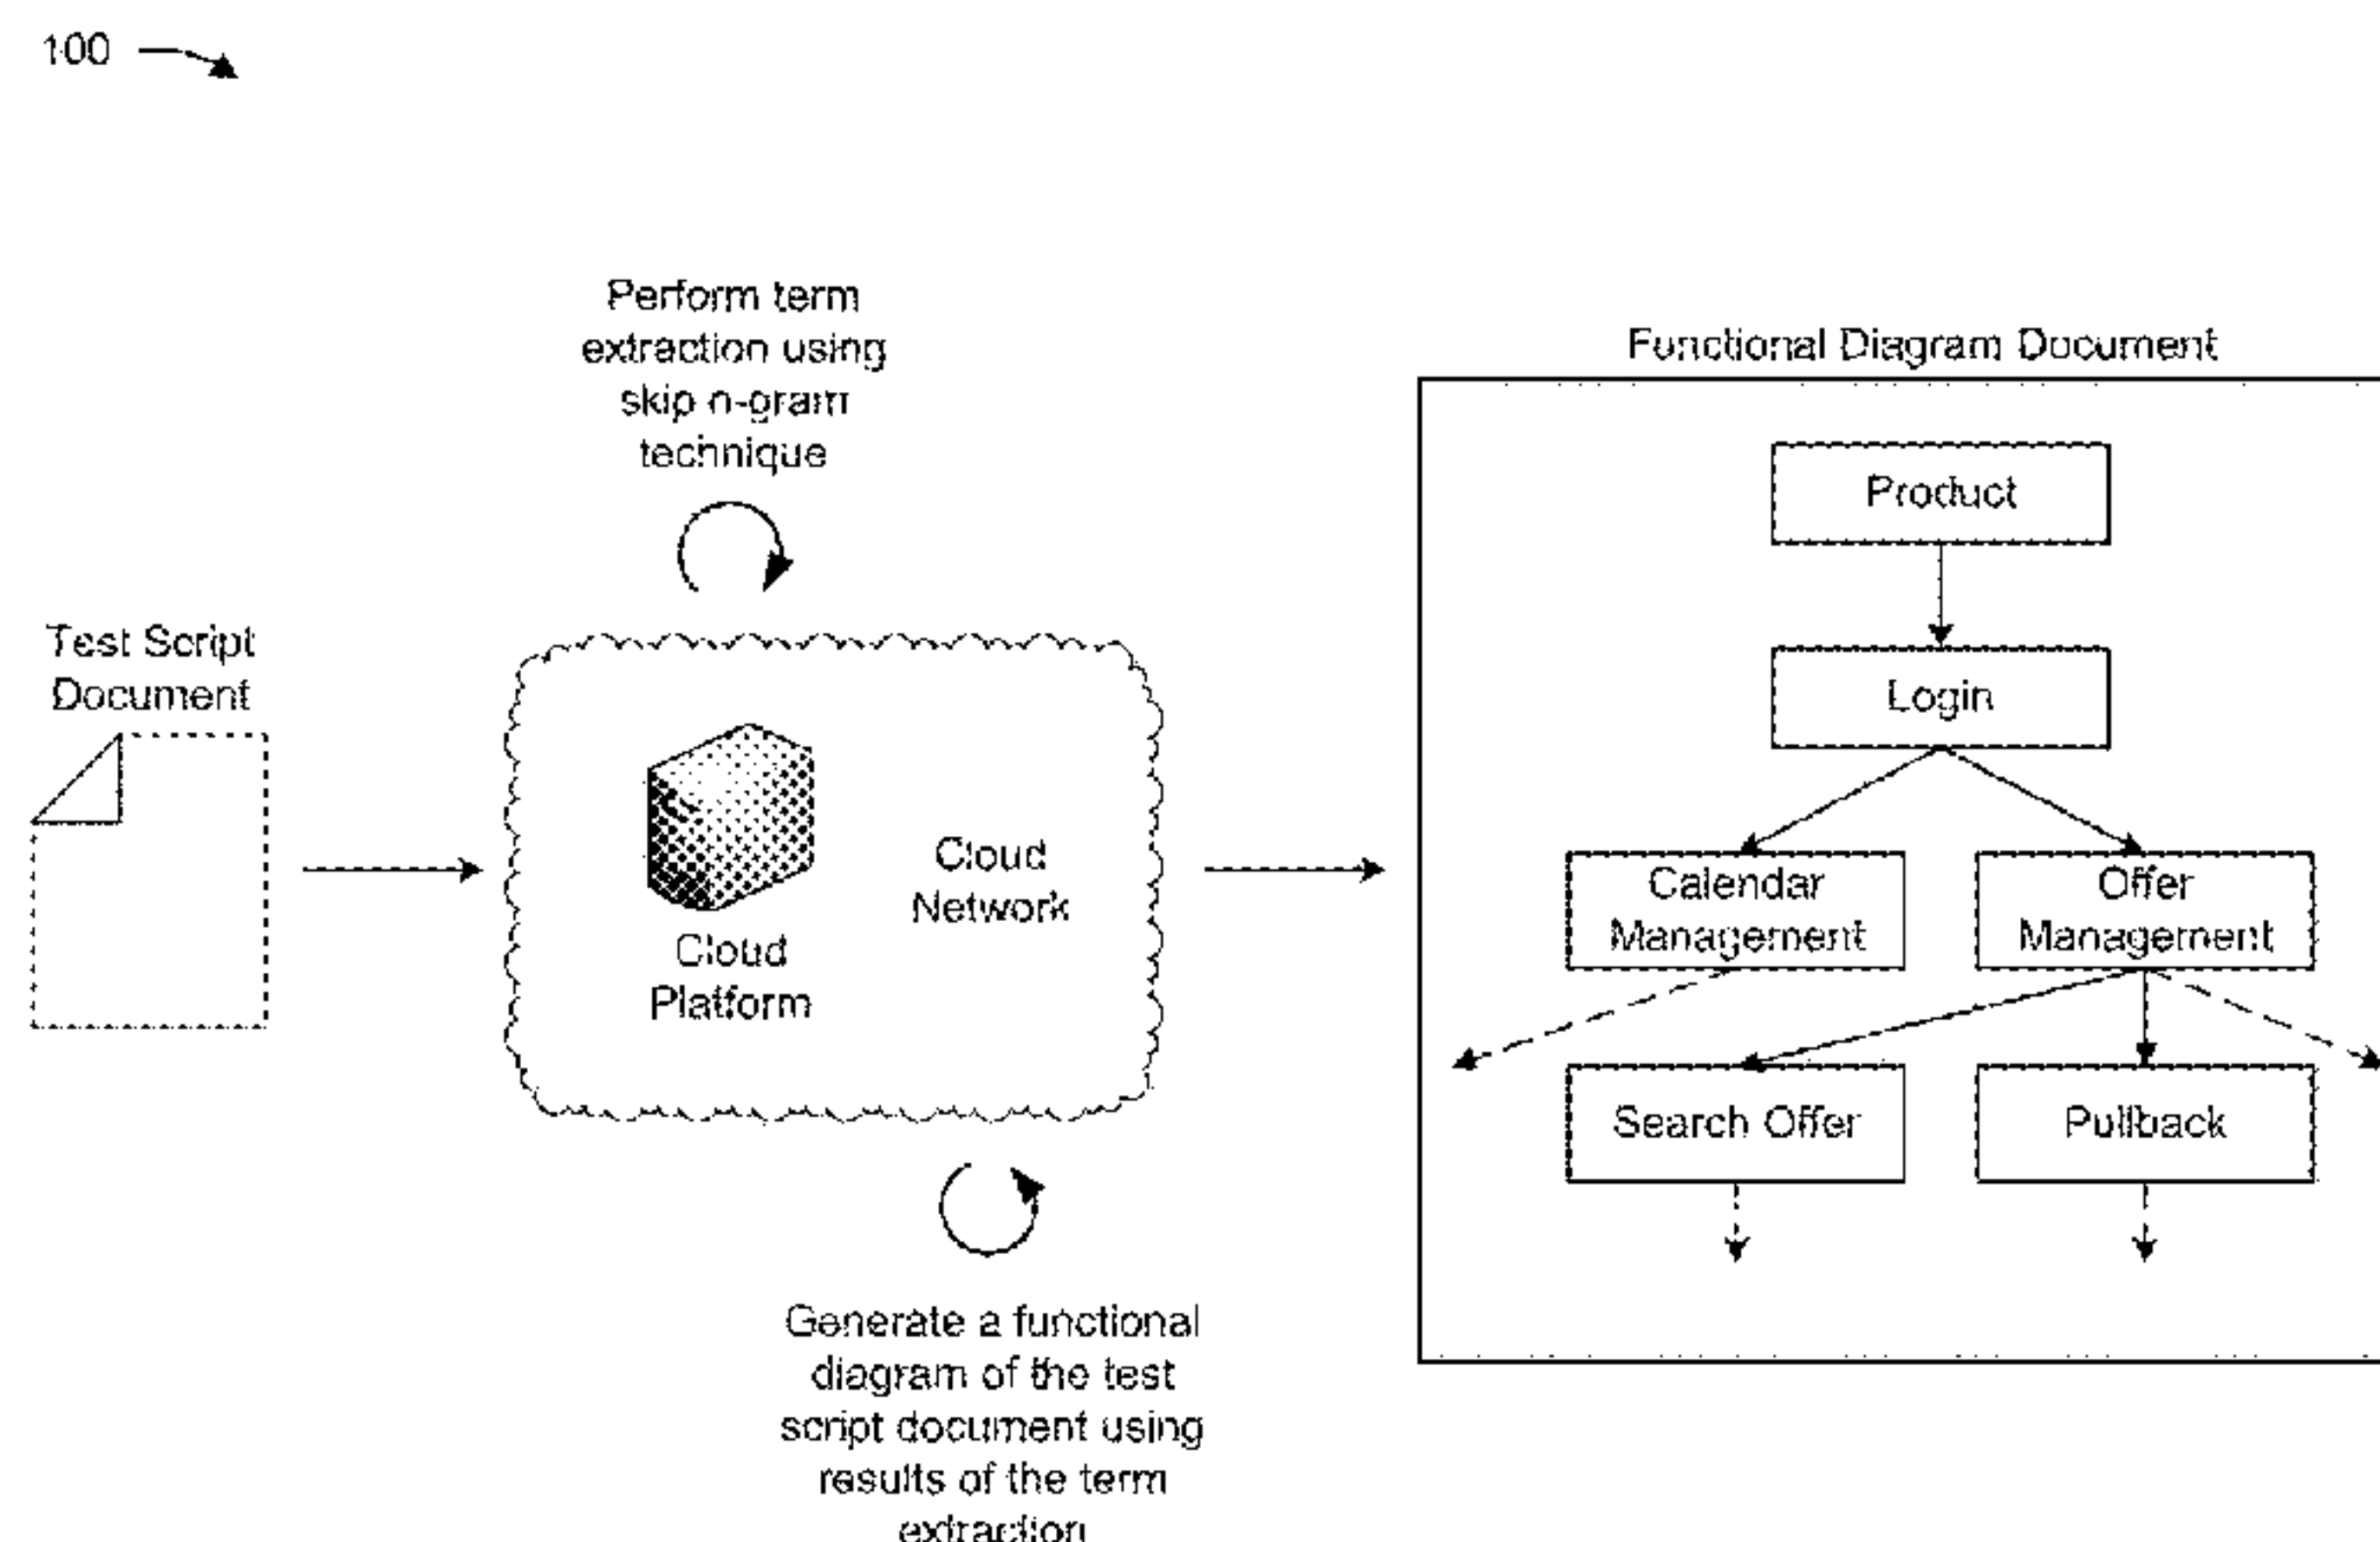 100
Perform term
extraction using
skip n-gram
technique
Test Script
Document
Cloud
Platform
Cloud
Network
Generate a functional
diagram of the test
script document using
results of the term
extraction
Functional Diagram Document
Product
Login
Calendar
Management
Offer
Management
Search Offer
Pullback